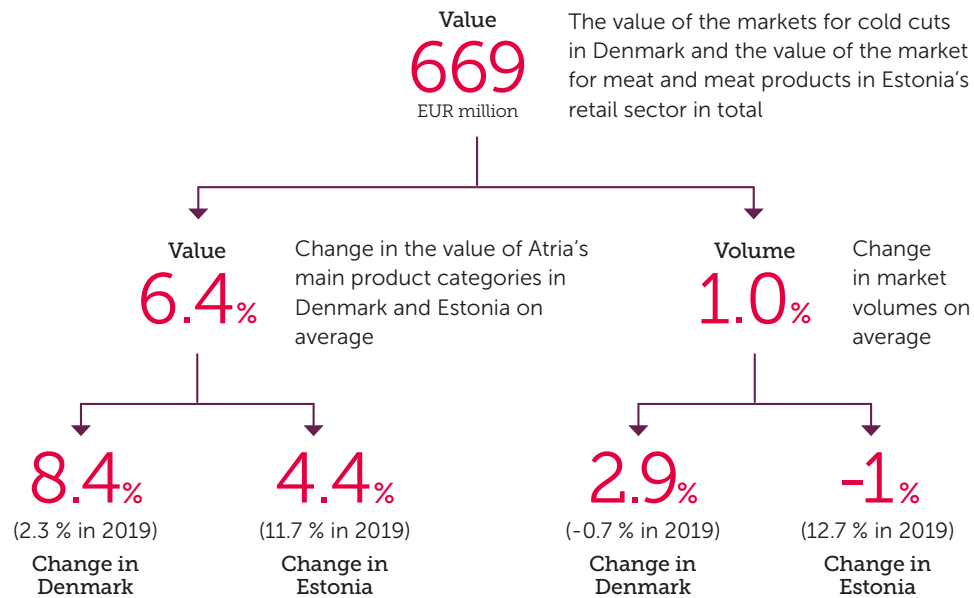 Value
669
EUR million
The value of the markets for cold cuts
in Denmark and the value of the market
for meat and meat products in Estonia's
retail sector in total
Value
6.4%
Change in the value of Atria's
main product categories in
Denmark and Estonia on
average
Volume
1.0%
Change
in market
volumes on
average
8.4%
(2.3 % in 2019)
Change in
Denmark
4.4%
(11.7 % in 2019)
Change in
Estonia
2.9%
(-0.7 % in 2019)
Change in
Denmark
-1%
(12.7 % in 2019)
Change in
Estonia